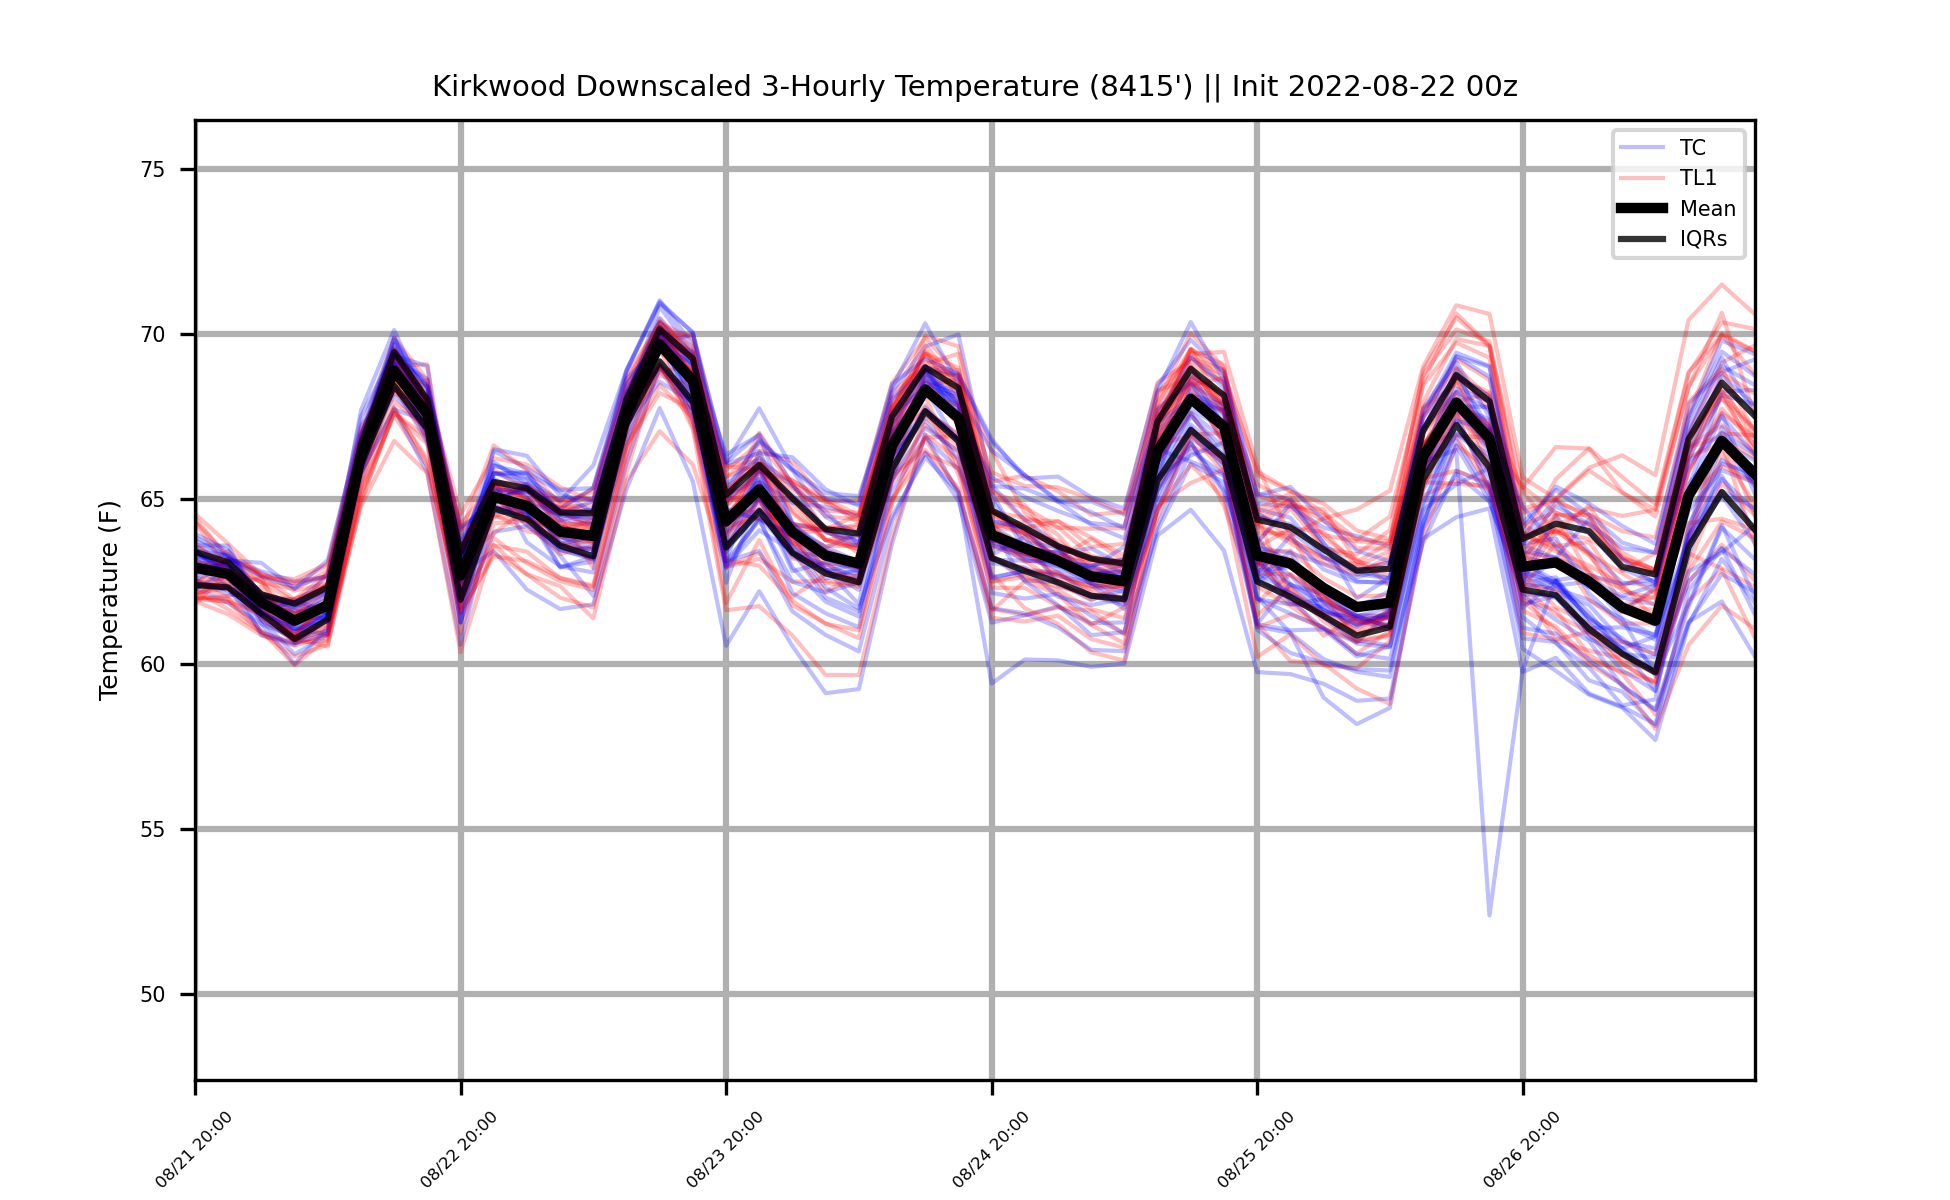 Kirkwood Downscaled 3-Hourly Temperature (8415') || Init 2022-08-22 00z
TC
TL1
Mean
IQRs
Temperature (F)
75
70
65
60
55
50
08/21 20:00
08/22 20:00
08/23 20:00
08/24 20:00
08/25 20:00
08/26 20:00